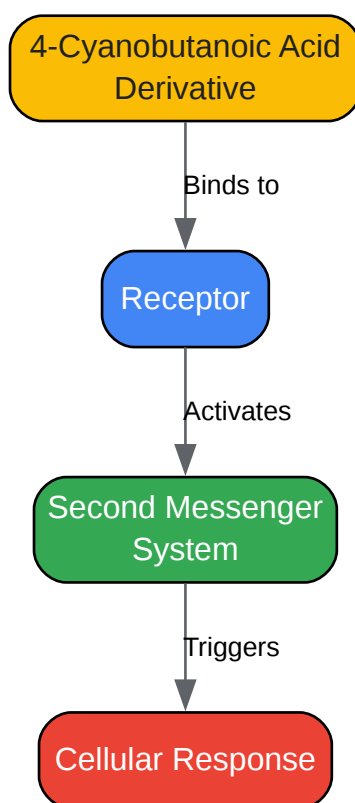 4-Cyanobutanoic Acid
Derivative
Binds to
Receptor
Activates
Second Messenger
System
Triggers
Cellular Response